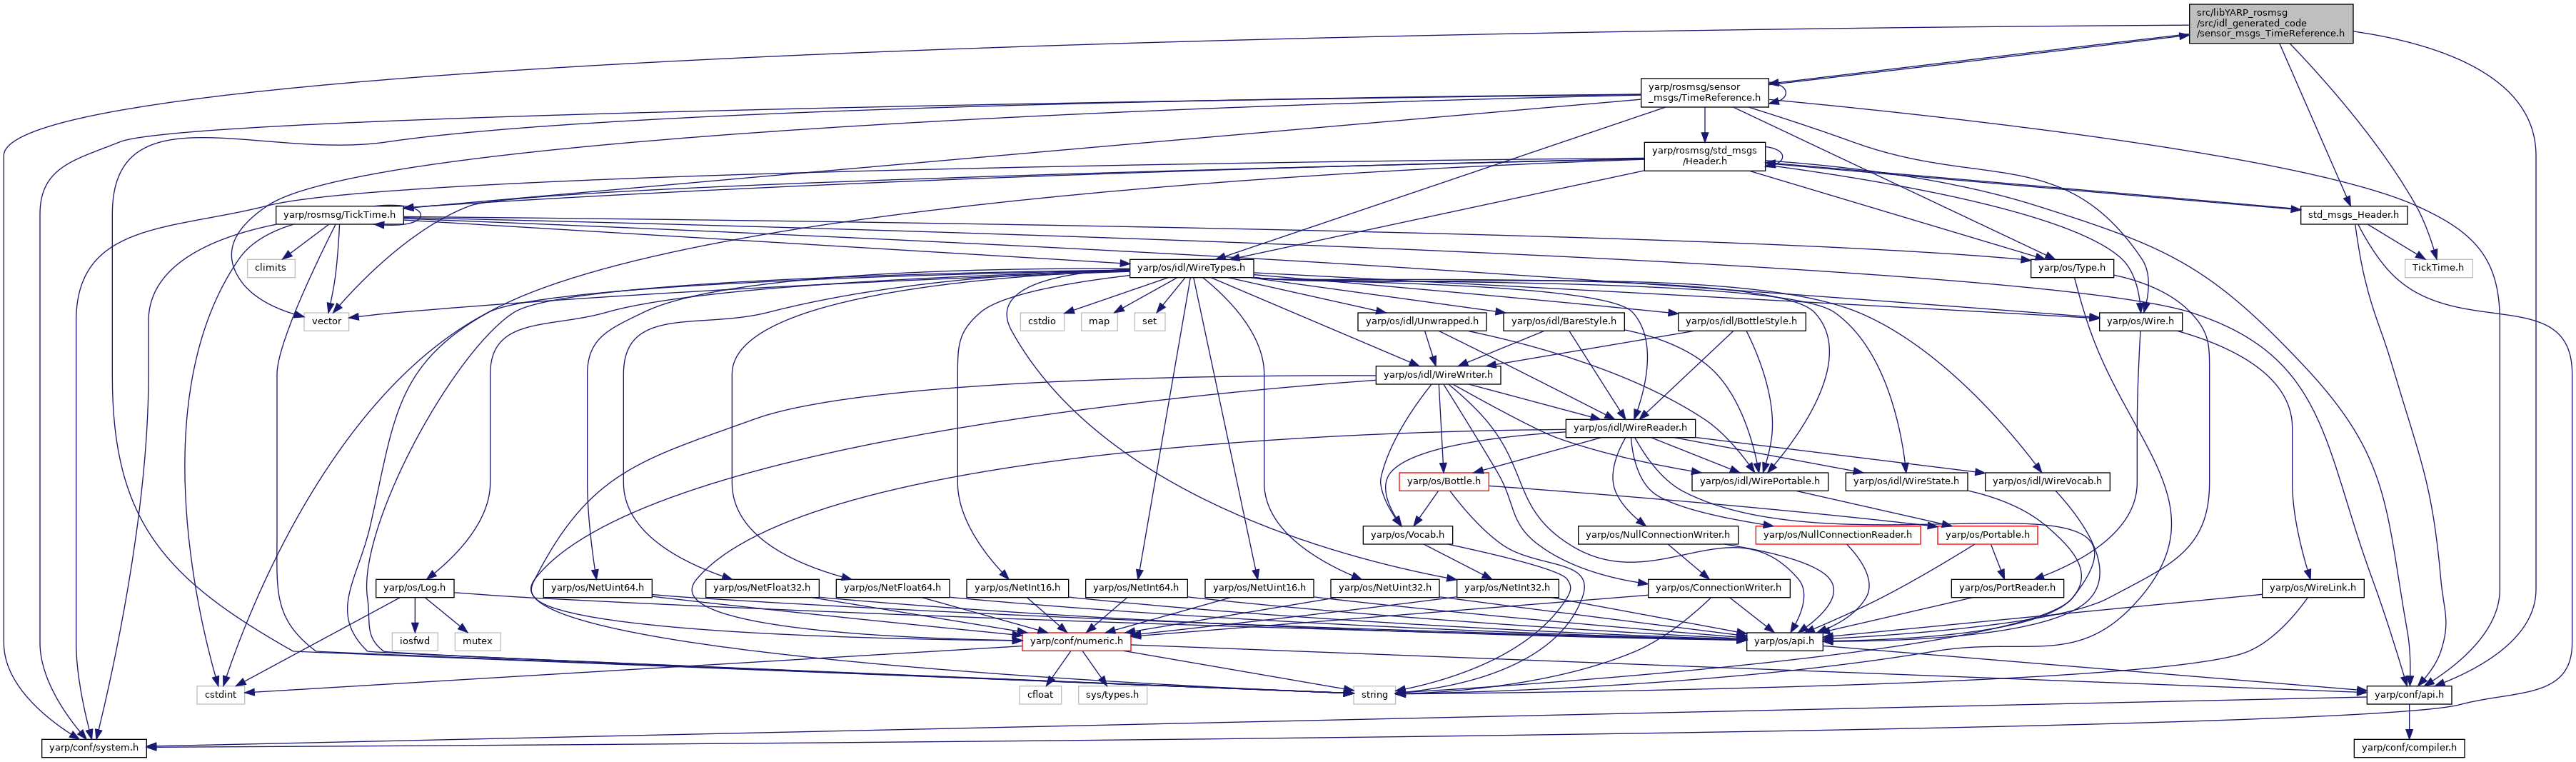 src/libYARP_rosmsg
/src/idl_generated_code
/sensor_msgs_TimeReference.h
yarp/rosmsg/sensor
_msgs/TimeReference.h
yarp/rosmsg/std_msgs
/Header.h
yarp/rosmsg/TickTime.h
std_msgs_Header.h
climits
yarp/os/idl/WireTypes.h
yarp/os/Type.h
TickTime.h
vector
cstdio
map
set
yarp/os/idl/Unwrapped.h
yarp/os/idl/BareStyle.h
yarp/os/idl/BottleStyle.h
yarp/os/Wire.h
yarp/os/idl/WireWriter.h
yarp/os/idl/WireReader.h
yarp/os/Bottle.h
yarp/os/idl/WirePortable.h
yarp/os/idl/WireState.h
yarp/os/idl/WireVocab.h
yarp/os/Vocab.h
yarp/os/NullConnectionWriter.h
yarp/os/NullConnectionReader.h
yarp/os/Portable.h
yarp/os/Log.h
yarp/os/NetUint64.h
yarp/os/NetFloat32.h
yarp/os/NetFloat64.h
yarp/os/NetInt16.h
yarp/os/NetInt64.h
yarp/os/NetUint16.h
yarp/os/NetUint32.h
yarp/os/NetInt32.h
yarp/os/ConnectionWriter.h
yarp/os/PortReader.h
yarp/os/WireLink.h
iosfwd
mutex
yarp/conf/numeric.h
yarp/os/api.h
cstdint
cfloat
sys/types.h
string
yarp/conf/api.h
yarp/conf/system.h
yarp/conf/compiler.h